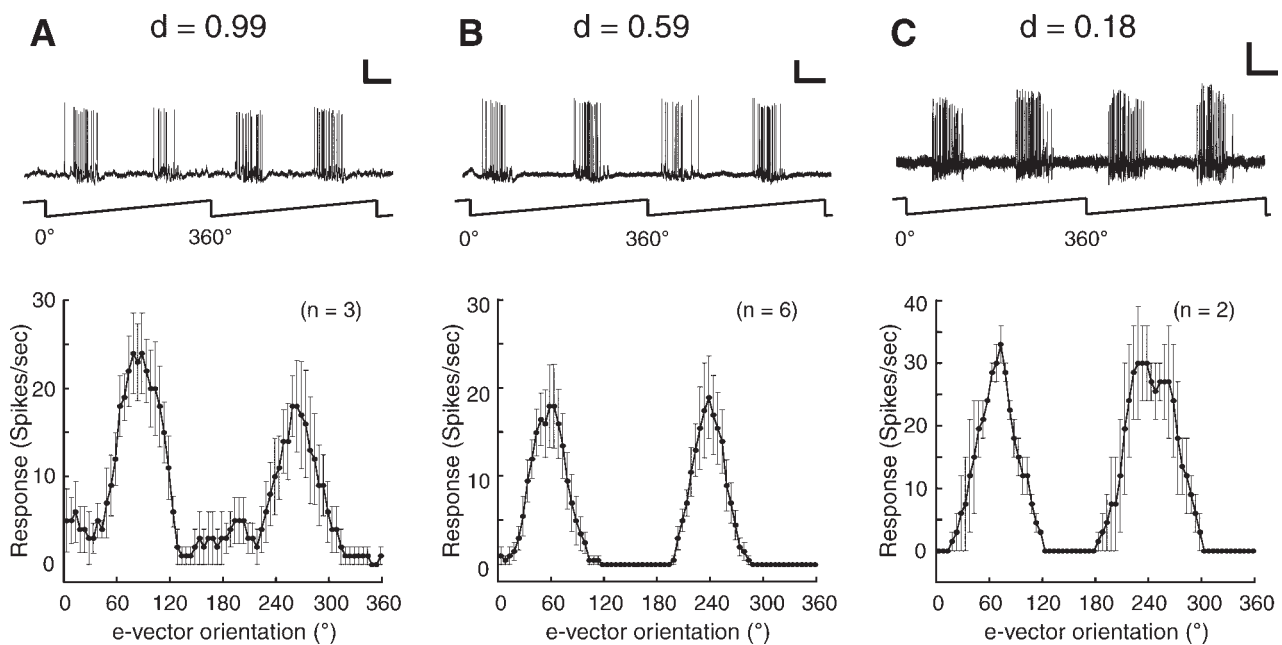 A d = 0.99
0° 360°
Response (Spikes/sec)
30
20
10
0
(n = 3)
0 60 120 180 240 300 360
e-vector orientation (°)
B d = 0.59
0° 360°
Response (Spikes/sec)
30
20
10
0
(n = 6)
0 60 120 180 240 300 360
e-vector orientation (°)
C d = 0.18
0° 360°
Response (Spikes/sec)
40
30
20
10
0
(n = 2)
0 60 120 180 240 300 360
e-vector orientation (°)